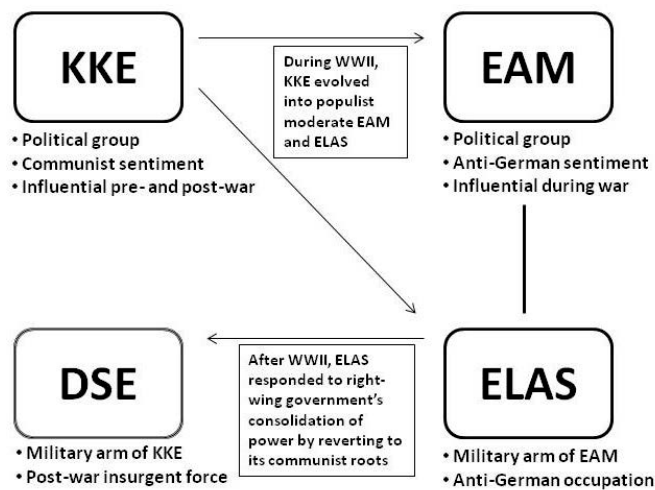 KKE
• Political group
• Communist sentiment
• Influential pre- and post-war
During WWII,
KKE evolved
into populist
moderate EAM
and ELAS
EAM
• Political group
• Anti-German sentiment
• Influential during war
DSE
• Military arm of KKE
• Post-war insurgent force
After WWII, ELAS
responded to right-
wing government's
consolidation of
power by reverting to
its communist roots
ELAS
• Military arm of EAM
• Anti-German occupation